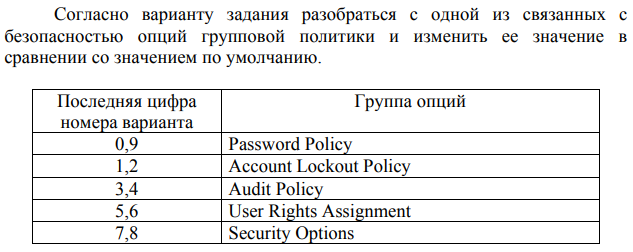 Согласно варианту задания разобраться с одной из связанных с
безопасностью опций групповой политики и изменить ее значение в
сравнении со значением по умолчанию.
Последняя цифра
номера варианта
Группа опций
0,9 Password Policy
1,2 Account Lockout Policy
3,4 Audit Policy
5,6 User Rights Assignment
7,8 Security Options